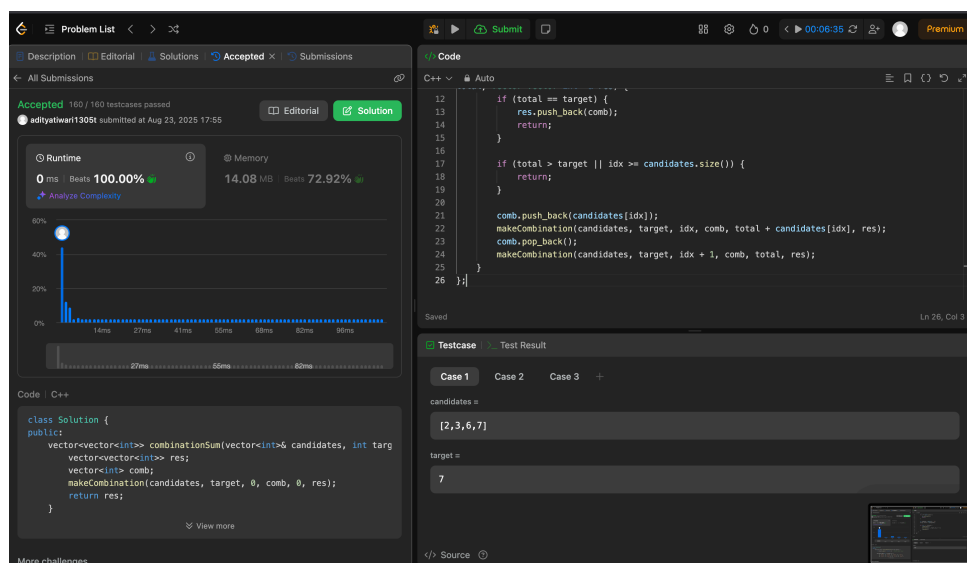 Problem List
Submit
0
00:06:35
Premium
Description | Editorial | Solutions | Accepted × | Submissions
← All Submissions
Accepted 160 / 160 testcases passed
adityatiwari1305t submitted at Aug 23, 2025 17:55
Editorial
Solution
Runtime
0 ms | Beats 100.00%
Analyze Complexity
Memory
14.08 MB | Beats 72.92%
60%
40%
20%
0%
14ms 27ms 41ms 55ms 68ms 82ms 96ms
27ms 55ms 82ms
Code | C++
class Solution {
public:
    vector<vector<int>> combinationSum(vector<int>& candidates, int targ
        vector<vector<int>> res;
        vector<int> comb;
        makeCombination(candidates, target, 0, comb, 0, res);
        return res;
    }
View more
More challenges
</> Code
C++ Auto
12 if (total == target) {
13 res.push_back(comb);
14 return;
15 }
16
17 if (total > target || idx >= candidates.size()) {
18 return;
19 }
20
21 comb.push_back(candidates[idx]);
22 makeCombination(candidates, target, idx, comb, total + candidates[idx], res);
23 comb.pop_back();
24 makeCombination(candidates, target, idx + 1, comb, total, res);
25 }
26 };
Saved
Ln 26, Col 3
Testcase | >_ Test Result
Case 1 Case 2 Case 3 +
candidates =
[2,3,6,7]
target =
7
</> Source